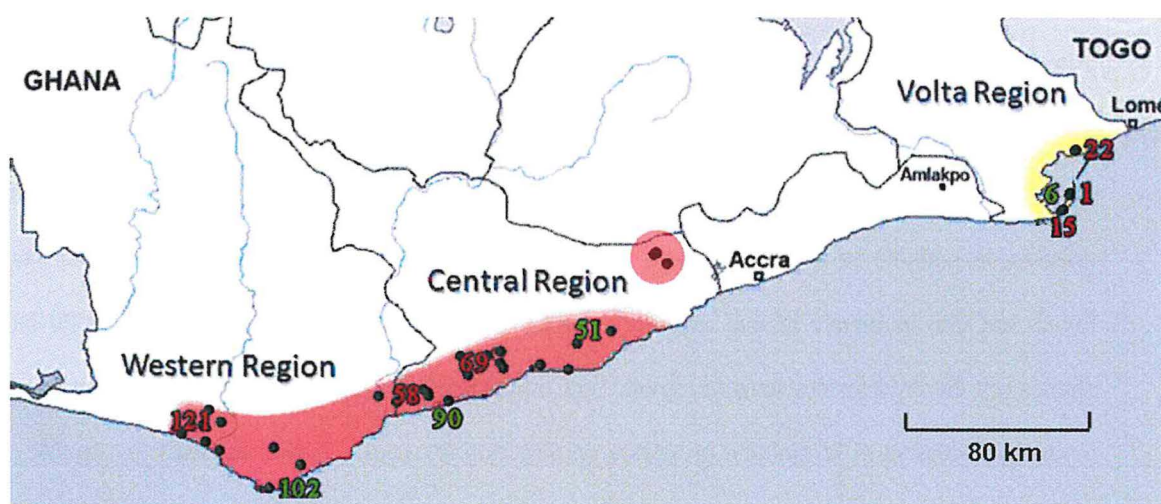 TOGO
GHANA
Volta Region
Lome
22
Amlakpo
6
1
15
Accra
Central Region
51
Western Region
69
58
121
90
80 km
102